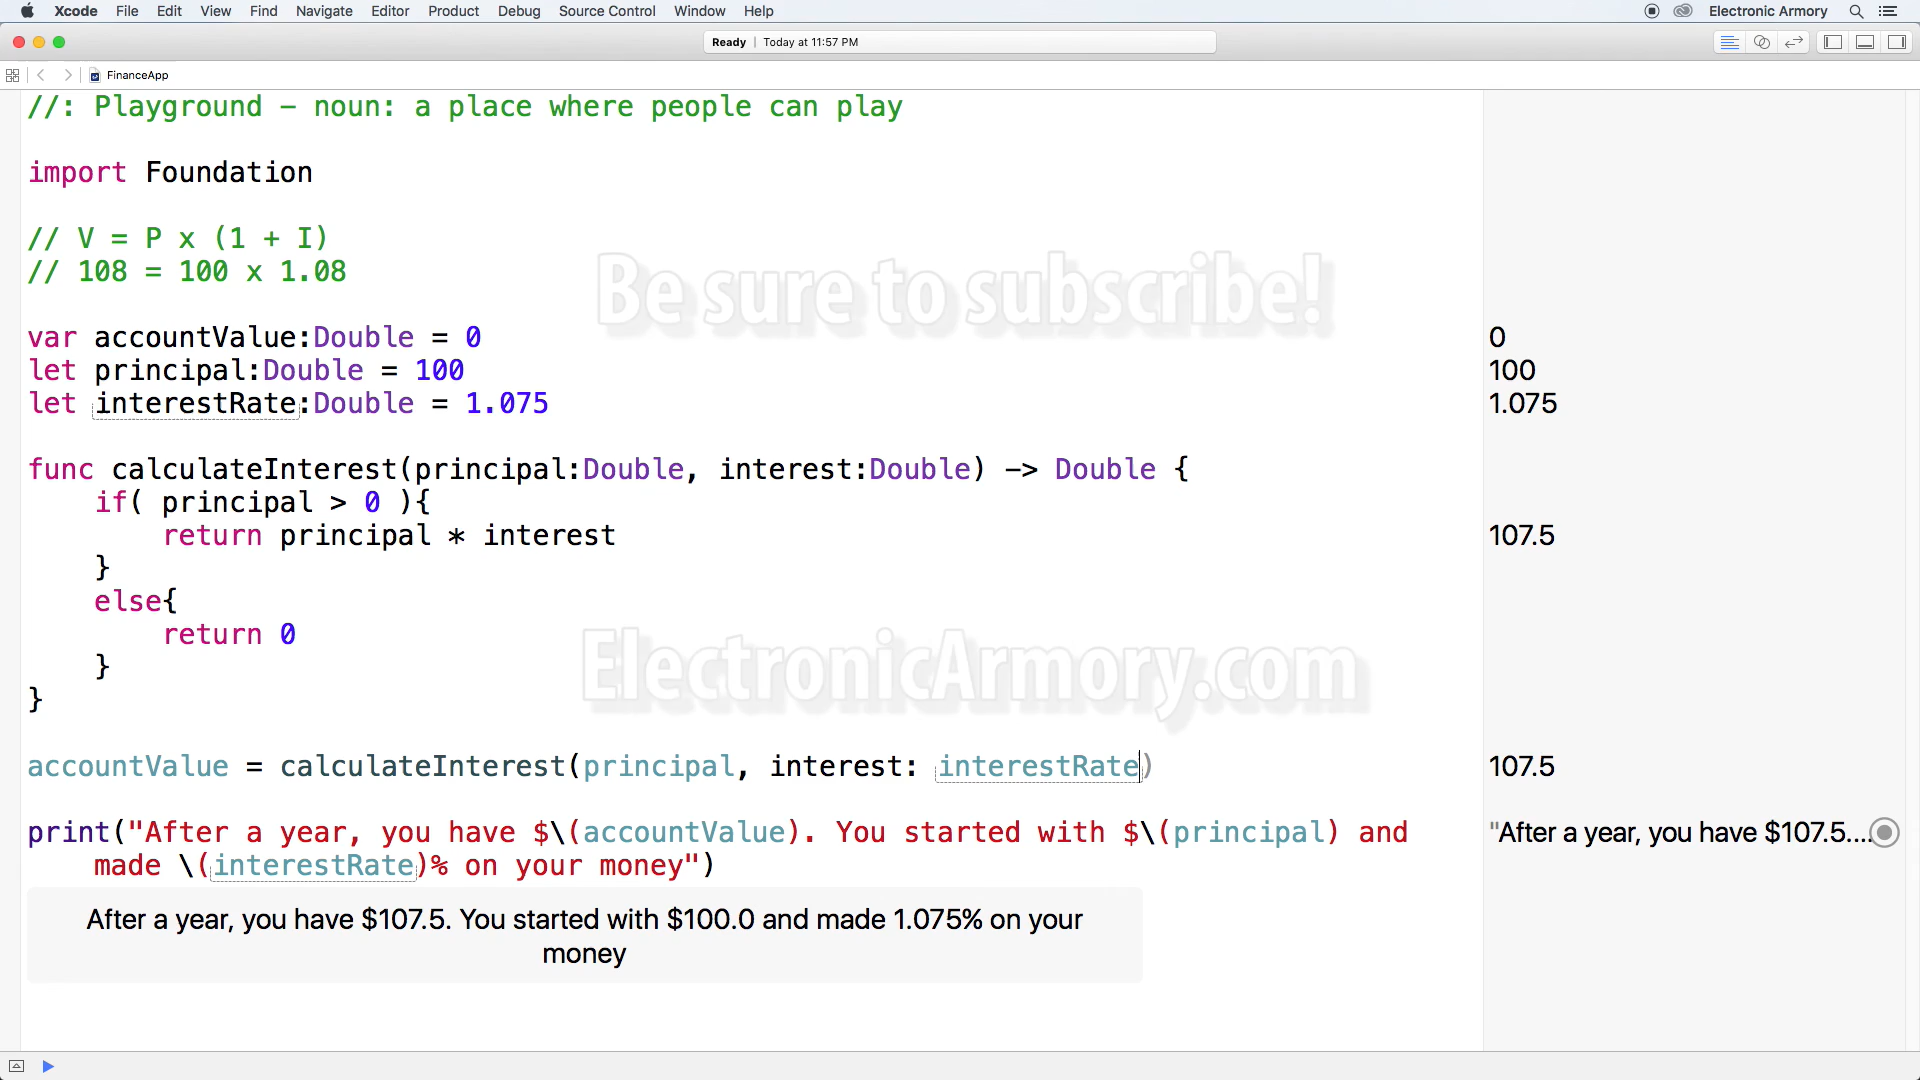 Xcode File Edit View Find Navigate Editor Product Debug Source Control Window Help Electronic Armory
Ready | Today at 11:57 PM
FinanceApp
//: Playground – noun: a place where people can play
import Foundation
// V = P x (1 + I)
// 108 = 100 x 1.08
Be sure to subscribe!
var accountValue:Double = 0 0
let principal:Double = 100 100
let interestRate:Double = 1.075 1.075
func calculateInterest(principal:Double, interest:Double) -> Double {
if( principal > 0 ){
return principal * interest 107.5
}
else{
return 0
}
ElectronicArmory.com
}
accountValue = calculateInterest(principal, interest: interestRate) 107.5
print("After a year, you have $\(accountValue). You started with $\(principal) and "After a year, you have $107.5....
made \(interestRate)% on your money")
After a year, you have $107.5. You started with $100.0 and made 1.075% on your
money